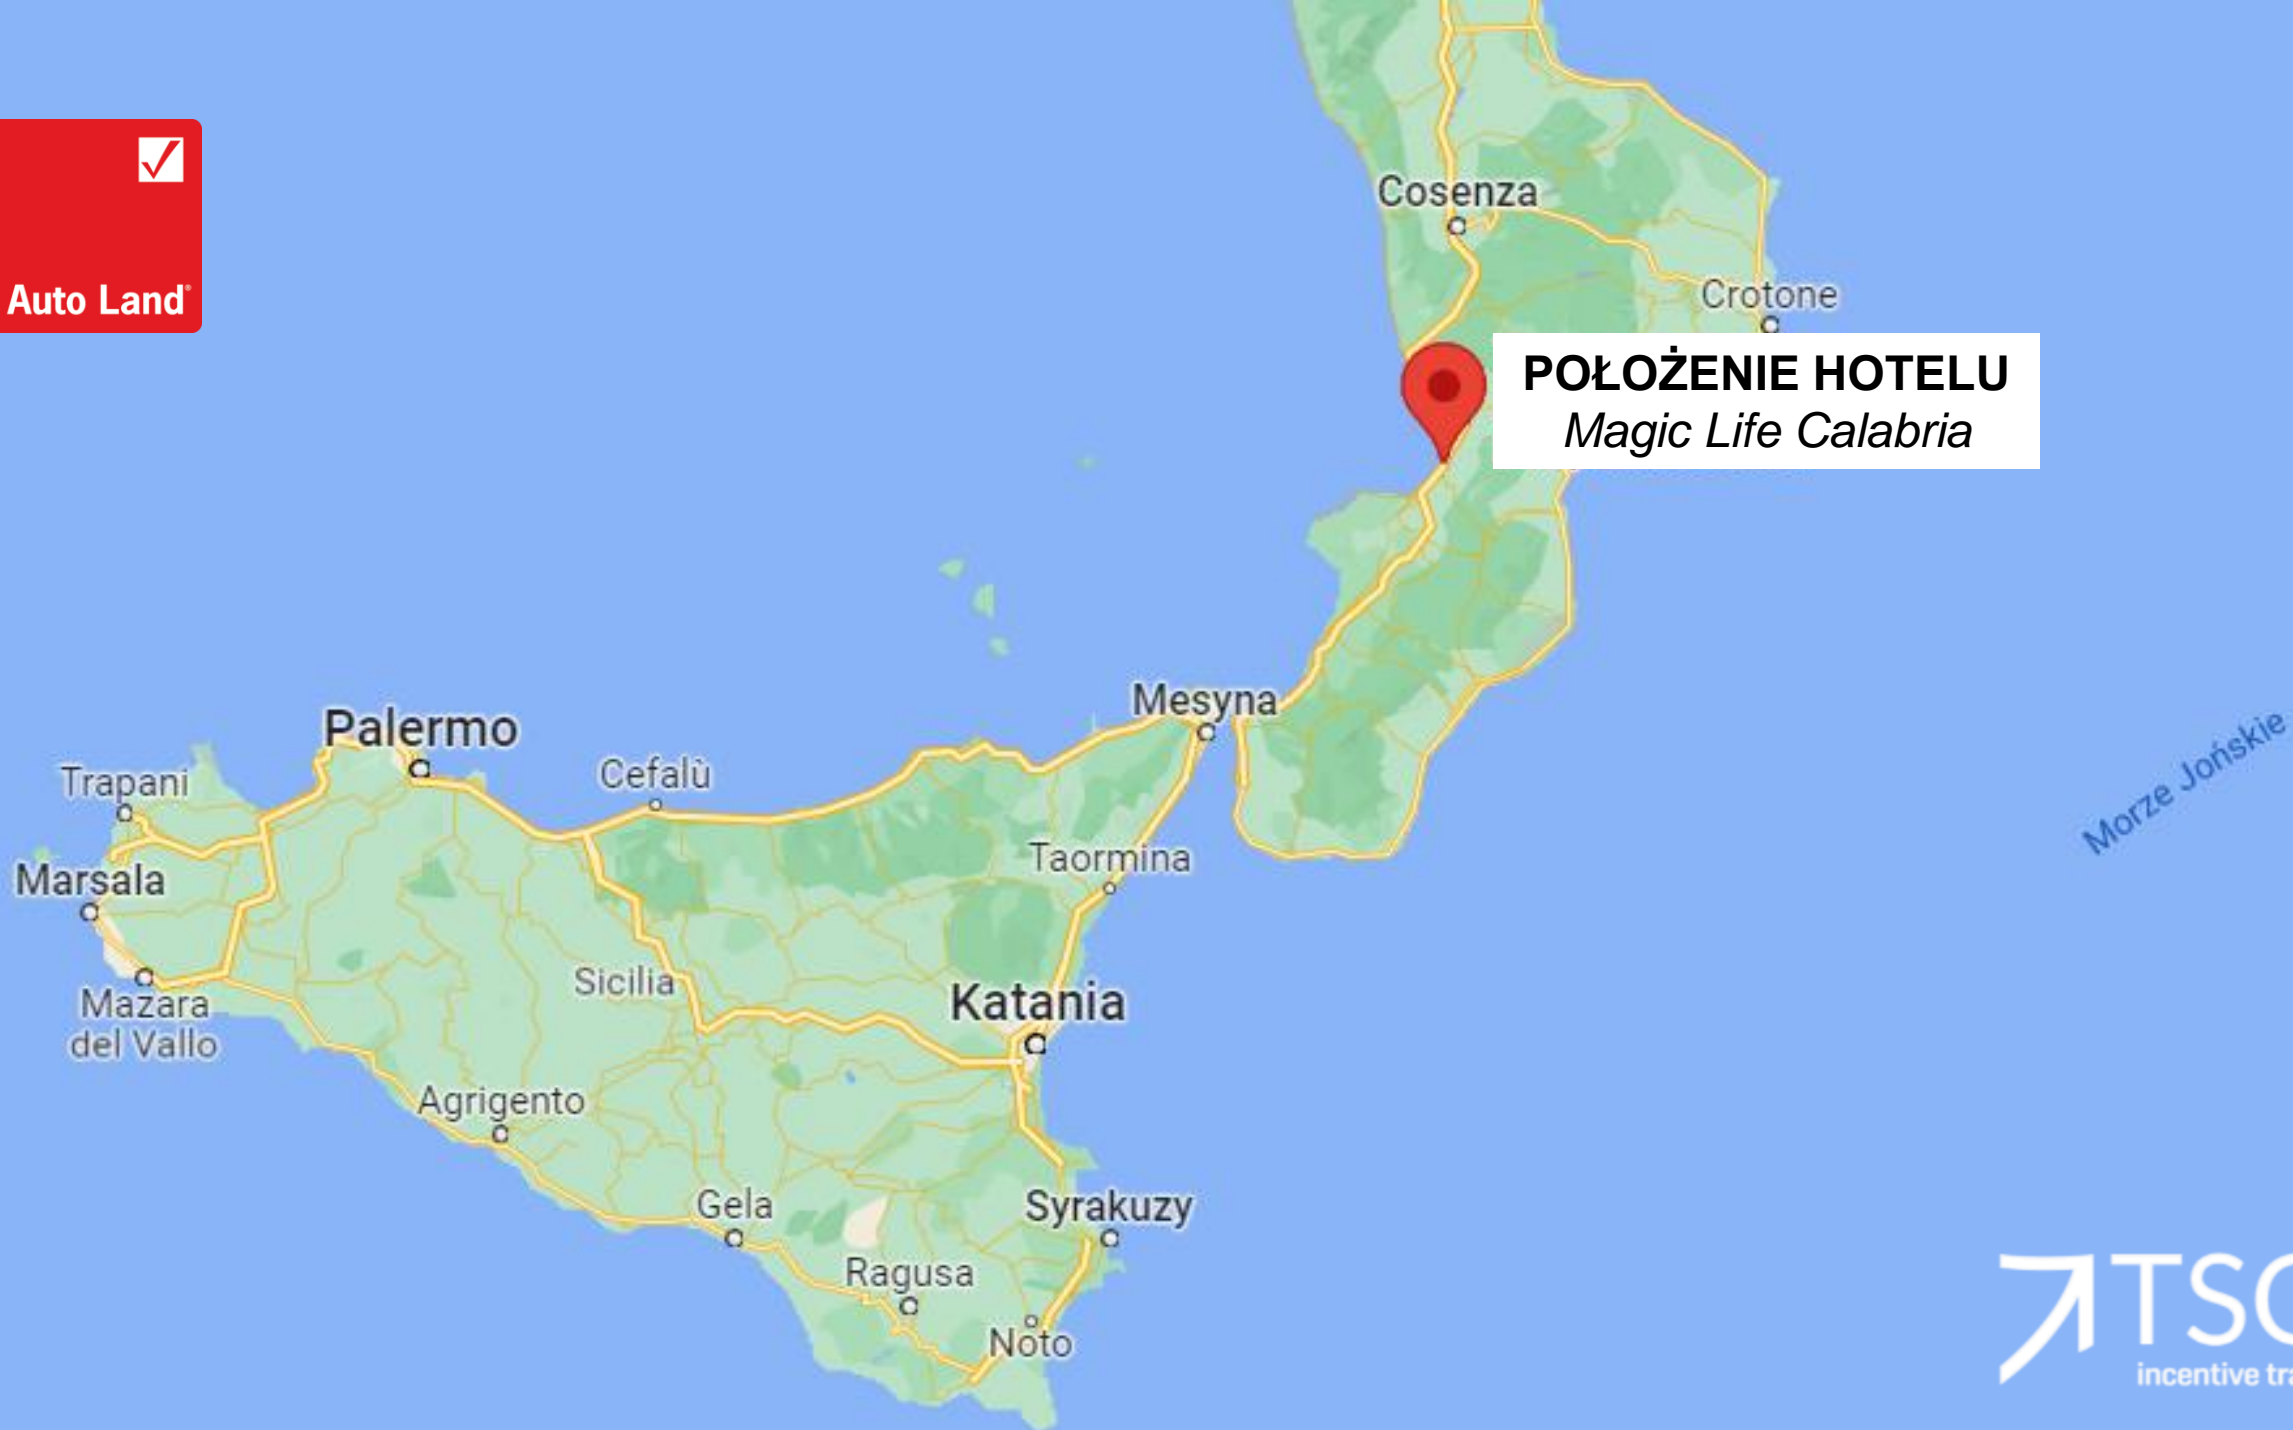 Cosenza
Auto Land
Crotone
POŁOŻENIE HOTELU
Magic Life Calabria
Mesyna
Palermo
Cefalù
Trapani
Morze Jońskie
Taormina
Marsala
Sicilia
Katania
Mazara
del Vallo
Agrigento
Gela
Syrakuzy
Ragusa
Noto
incentive